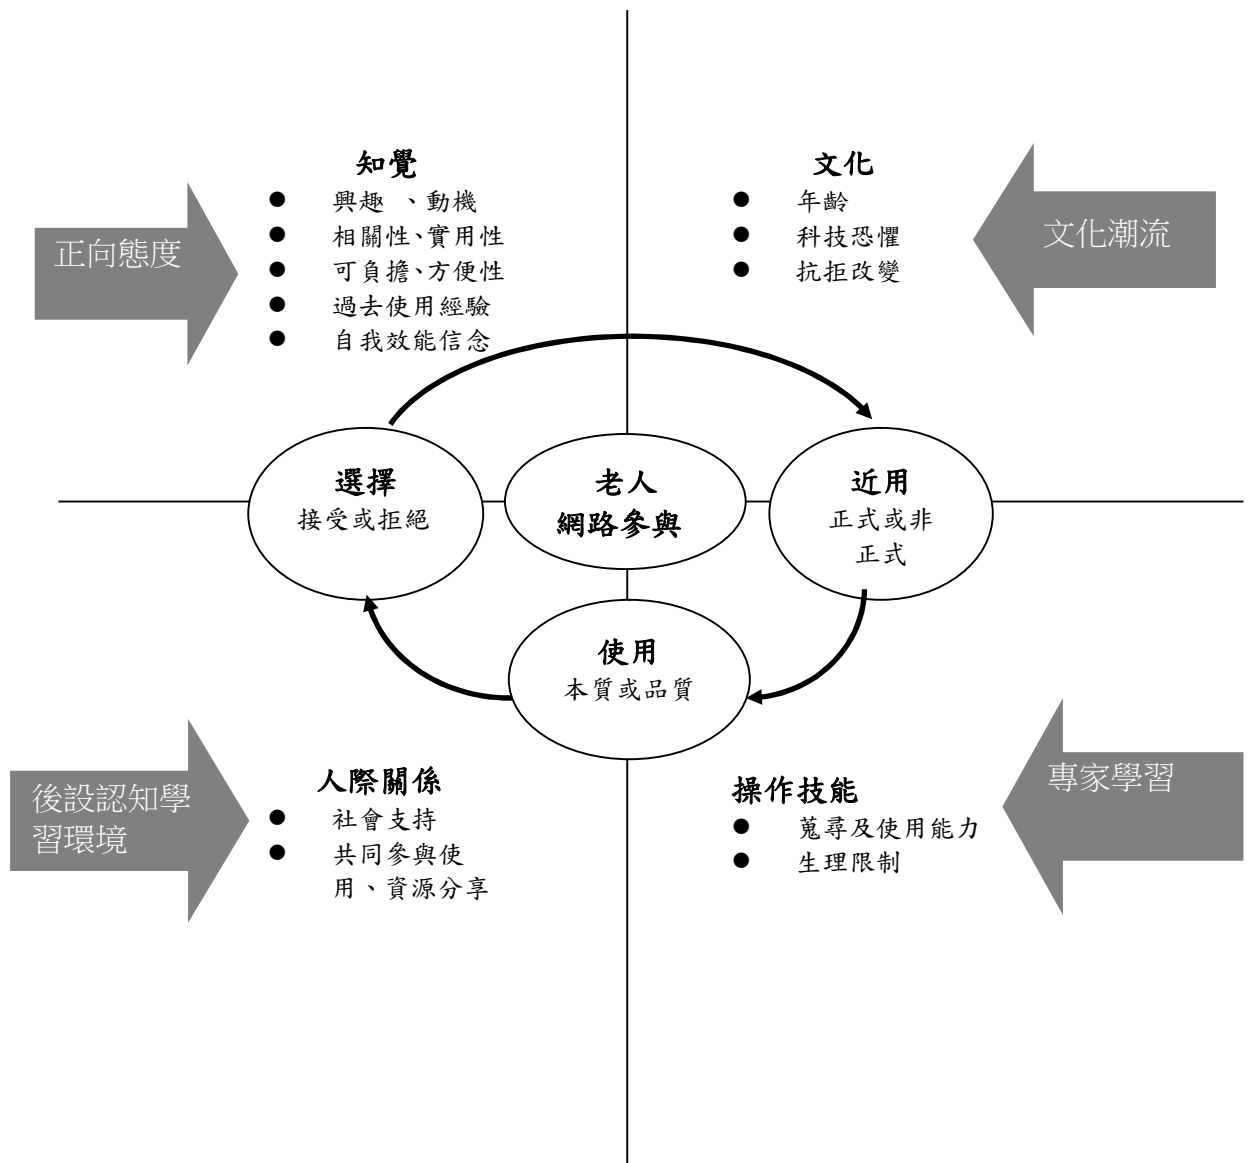 知覺
興趣 、動機
相關性、實用性
可負擔、方便性
過去使用經驗
自我效能信念
正向態度
文化
年齡
科技恐懼
抗拒改變
文化潮流
選擇
接受或拒絕
老人
網路參與
近用
正式或非
正式
使用
本質或品質
後設認知學
習環境
人際關係
社會支持
共同參與使
用、資源分享
操作技能
蒐尋及使用能力
生理限制
專家學習